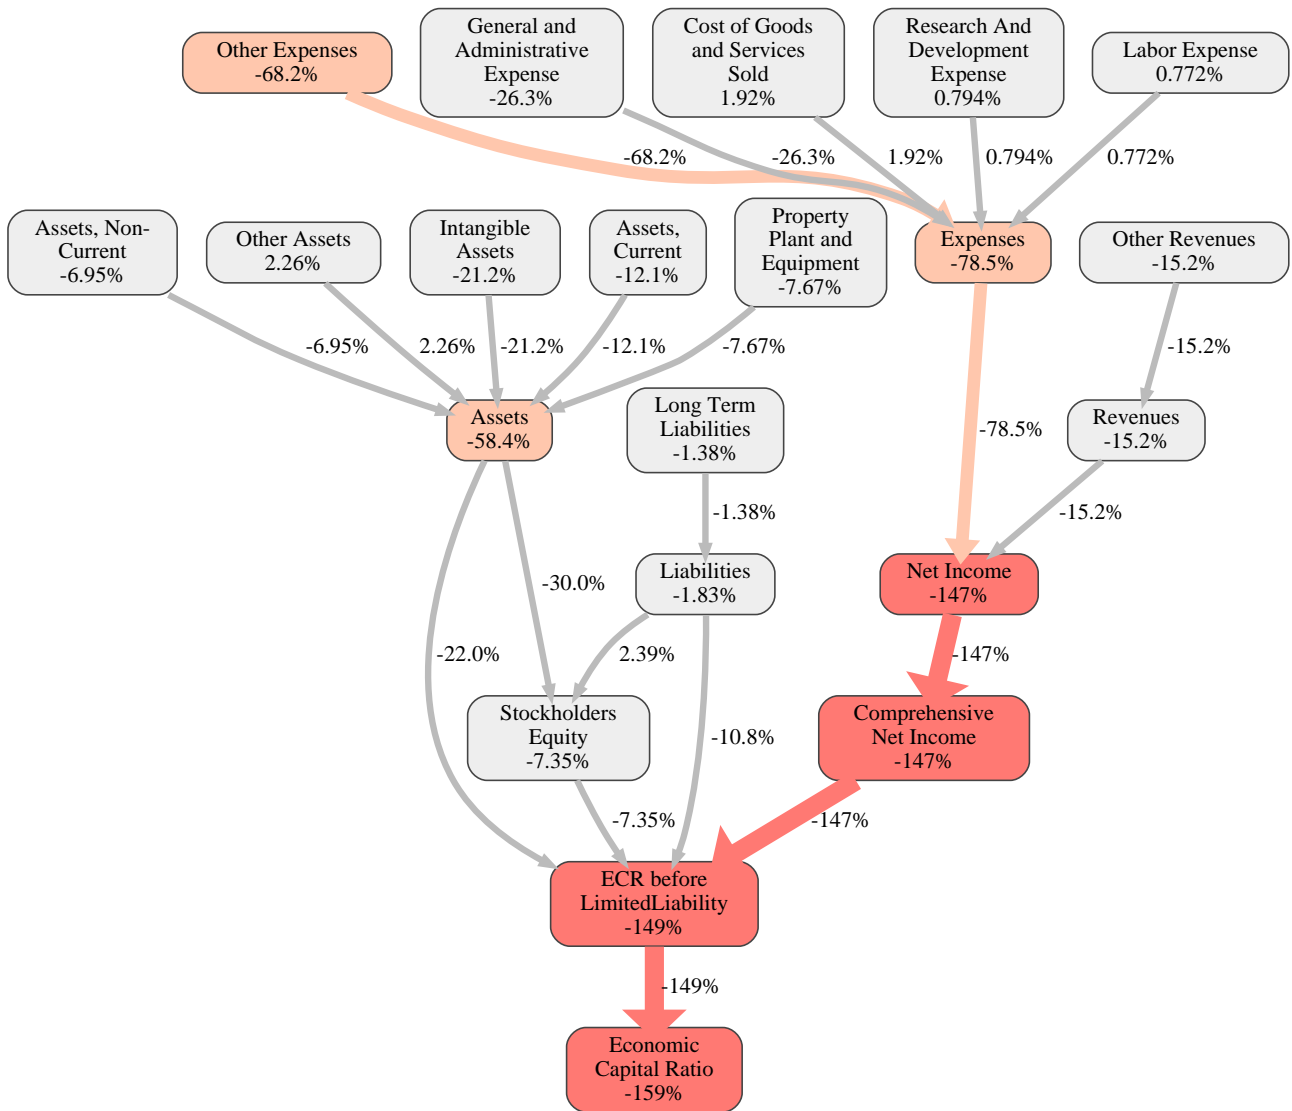 Other Expenses
-68.2%
General and
Administrative
Expense
-26.3%
Cost of Goods
and Services
Sold
1.92%
Research And
Development
Expense
0.794%
Labor Expense
0.772%
-68.2%
-26.3%
1.92%
0.794%
0.772%
Assets, Non-
Current
-6.95%
Other Assets
2.26%
Intangible
Assets
-21.2%
Assets,
Current
-12.1%
Property
Plant and
Equipment
-7.67%
Expenses
-78.5%
Other Revenues
-15.2%
-6.95%
2.26%
-21.2%
-12.1%
-7.67%
-15.2%
Assets
-58.4%
Long Term
Liabilities
-1.38%
-78.5%
Revenues
-15.2%
-1.38%
-15.2%
-30.0%
Liabilities
-1.83%
Net Income
-147%
-22.0%
2.39%
-147%
Stockholders
Equity
-7.35%
-10.8%
Comprehensive
Net Income
-147%
-7.35%
-147%
ECR before
LimitedLiability
-149%
-149%
Economic
Capital Ratio
-159%